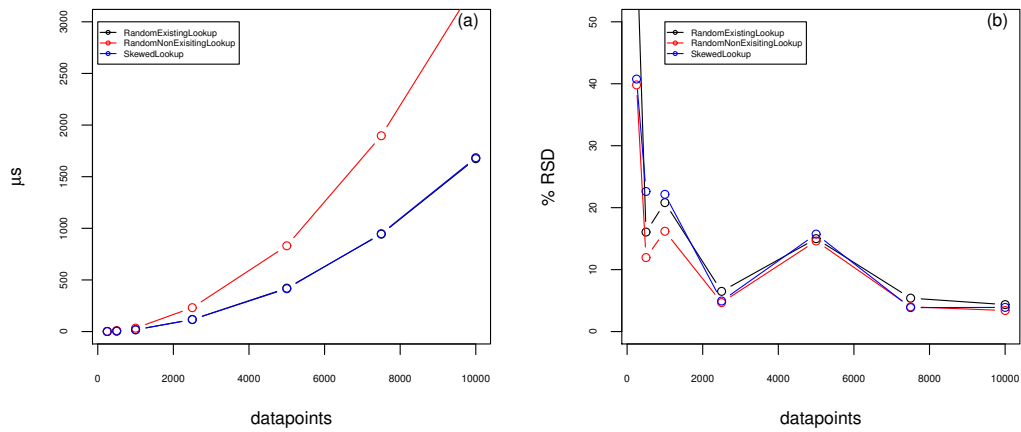 (a)
RandomExistingLookup
RandomNonExisitingLookup
SkewedLookup
3000
2500
2000
1500
1000
500
0
µs
0 2000 4000 6000 8000 10000
datapoints
(b)
RandomExistingLookup
RandomNonExisitingLookup
SkewedLookup
50
40
30
20
10
0
% RSD
0 2000 4000 6000 8000 10000
datapoints